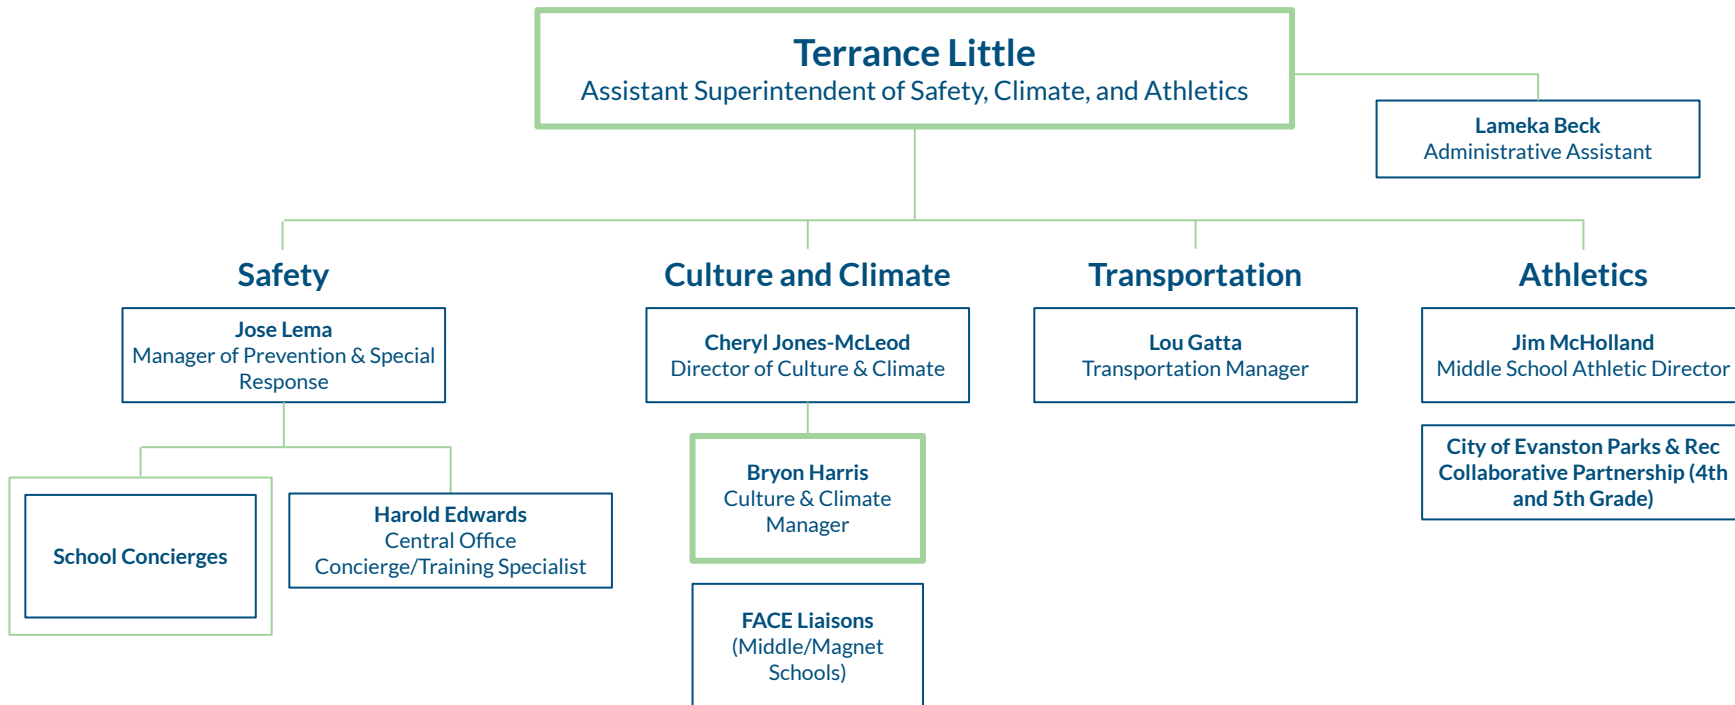 Terrance Little
Assistant Superintendent of Safety, Climate, and Athletics
Lameka Beck
Administrative Assistant
Safety
Jose Lema
Manager of Prevention & Special
Response
School Concierges
Harold Edwards
Central Office
Concierge/Training Specialist
Culture and Climate
Cheryl Jones-McLeod
Director of Culture & Climate
Bryon Harris
Culture & Climate
Manager
FACE Liaisons
(Middle/Magnet
Schools)
Transportation
Lou Gatta
Transportation Manager
Athletics
Jim McHolland
Middle School Athletic Director
City of Evanston Parks & Rec
Collaborative Partnership (4th
and 5th Grade)